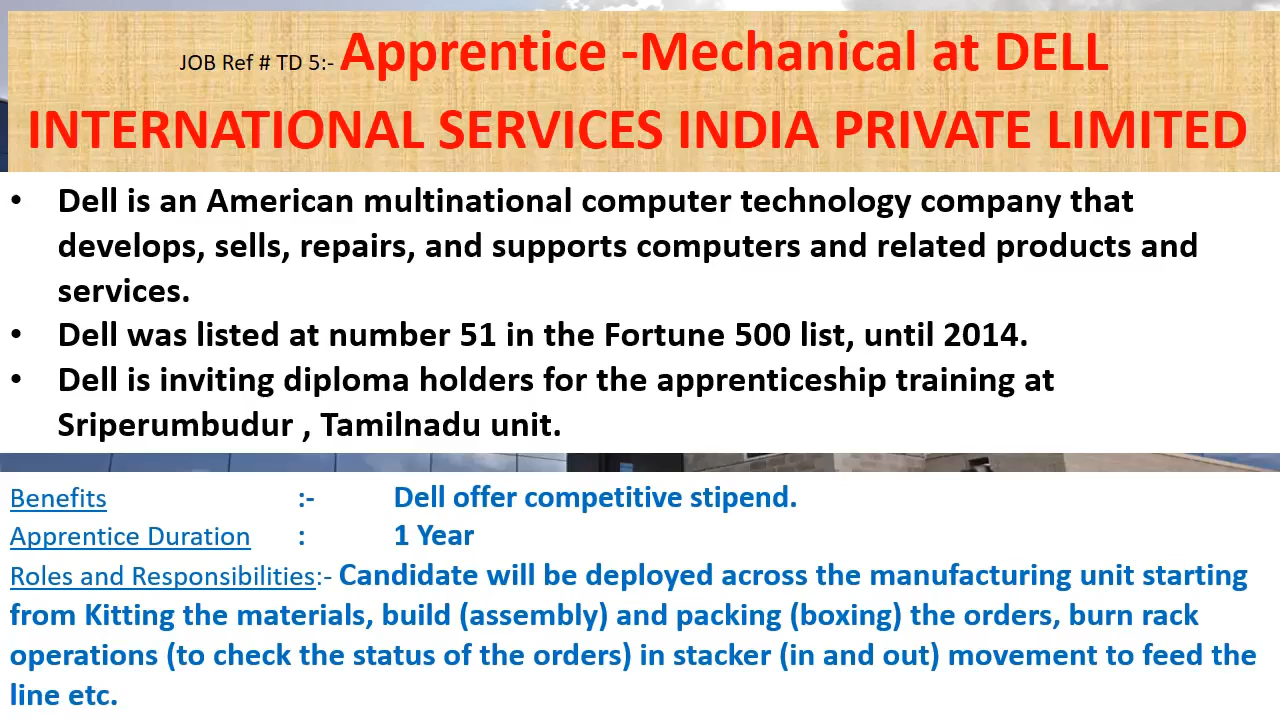 JOB Ref # TD 5:- Apprentice -Mechanical at DELL
INTERNATIONAL SERVICES INDIA PRIVATE LIMITED
• Dell is an American multinational computer technology company that
develops, sells, repairs, and supports computers and related products and
services.
• Dell was listed at number 51 in the Fortune 500 list, until 2014.
• Dell is inviting diploma holders for the apprenticeship training at
Sriperumbudur , Tamilnadu unit.
Benefits :- Dell offer competitive stipend.
Apprentice Duration : 1 Year
Roles and Responsibilities:- Candidate will be deployed across the manufacturing unit starting
from Kitting the materials, build (assembly) and packing (boxing) the orders, burn rack
operations (to check the status of the orders) in stacker (in and out) movement to feed the
line etc.